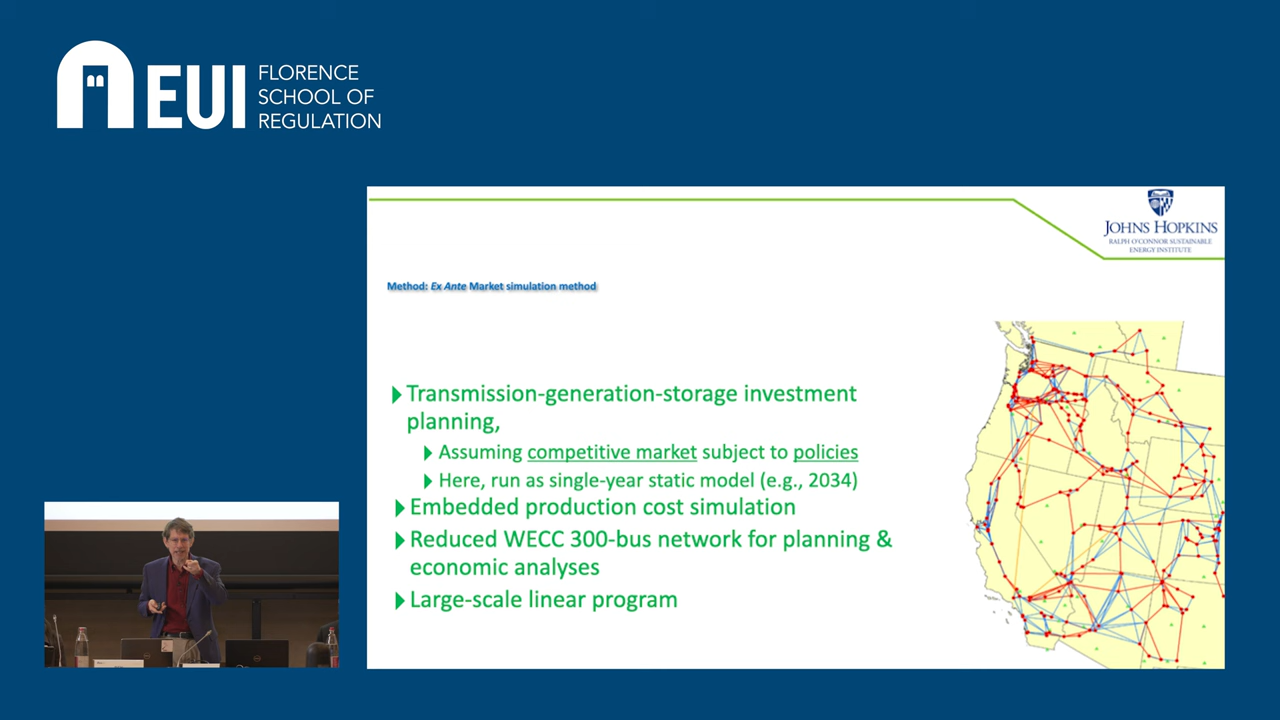 EUI
FLORENCE
SCHOOL OF
REGULATION
JOHNS HOPKINS
RALPH O'CONNOR SUSTAINABLE
ENERGY INSTITUTE
Method: Ex Ante Market simulation method
Transmission-generation-storage investment
planning,
Assuming competitive market subject to policies
Here, run as single-year static model (e.g., 2034)
Embedded production cost simulation
Reduced WECC 300-bus network for planning &
economic analyses
Large-scale linear program